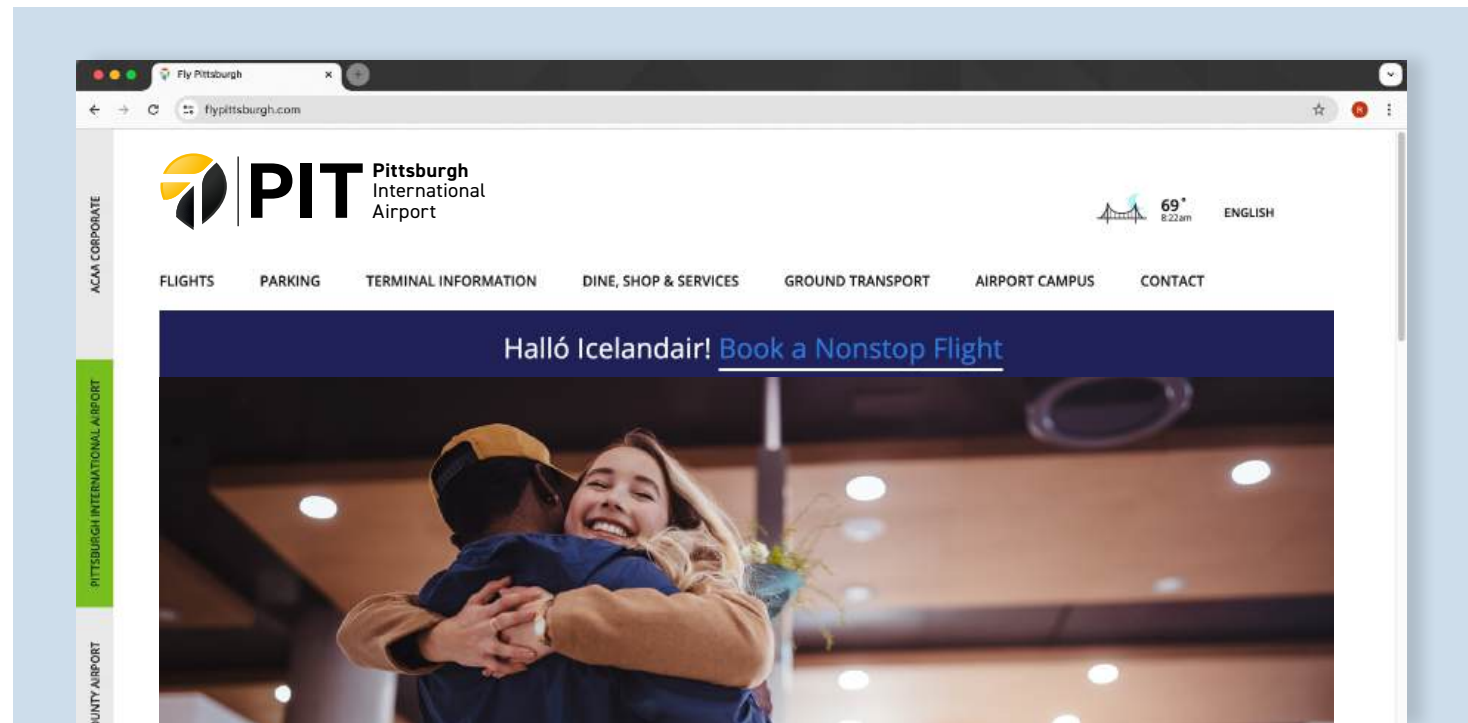 Fly Pittsburgh
flypittsburgh.com
ACAA CORPORATE
PITTSBURGH INTERNATIONAL AIRPORT
OUNTY AIRPORT
PIT
Pittsburgh
International
Airport
69°
8:22am
ENGLISH
FLIGHTS PARKING TERMINAL INFORMATION DINE, SHOP & SERVICES GROUND TRANSPORT AIRPORT CAMPUS CONTACT
Halló Icelandair! Book a Nonstop Flight